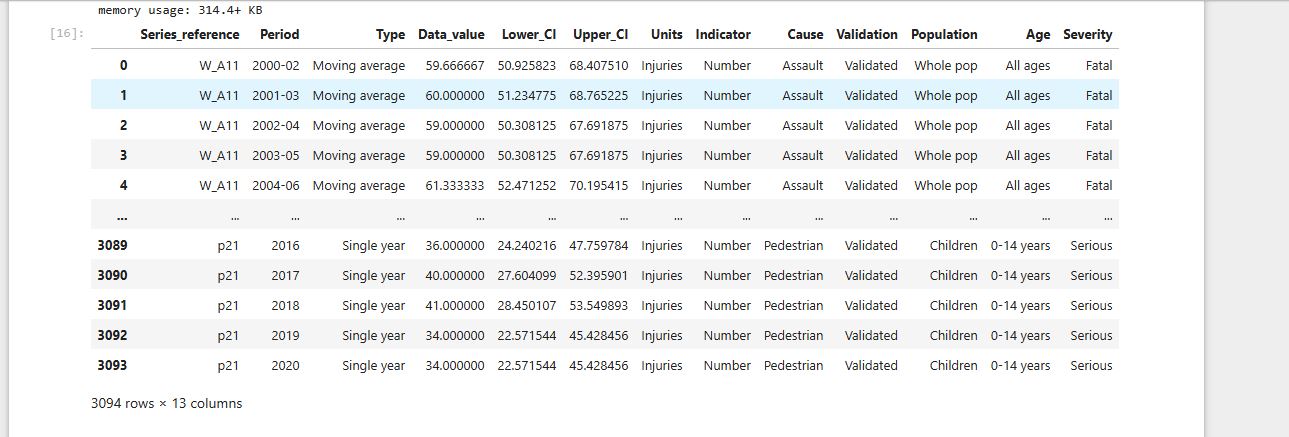 memory usage: 314.4+ KB
[16]:
Series_reference Period Type Data_value Lower_CI Upper_CI Units Indicator Cause Validation Population Age Severity
0 W_A11 2000-02 Moving average 59.666667 50.925823 68.407510 Injuries Number Assault Validated Whole pop All ages Fatal
1 W_A11 2001-03 Moving average 60.000000 51.234775 68.765225 Injuries Number Assault Validated Whole pop All ages Fatal
2 W_A11 2002-04 Moving average 59.000000 50.308125 67.691875 Injuries Number Assault Validated Whole pop All ages Fatal
3 W_A11 2003-05 Moving average 59.000000 50.308125 67.691875 Injuries Number Assault Validated Whole pop All ages Fatal
4 W_A11 2004-06 Moving average 61.333333 52.471252 70.195415 Injuries Number Assault Validated Whole pop All ages Fatal
... ... ... ... ... ... ... ... ... ... ... ... ... ...
3089 p21 2016 Single year 36.000000 24.240216 47.759784 Injuries Number Pedestrian Validated Children 0-14 years Serious
3090 p21 2017 Single year 40.000000 27.604099 52.395901 Injuries Number Pedestrian Validated Children 0-14 years Serious
3091 p21 2018 Single year 41.000000 28.450107 53.549893 Injuries Number Pedestrian Validated Children 0-14 years Serious
3092 p21 2019 Single year 34.000000 22.571544 45.428456 Injuries Number Pedestrian Validated Children 0-14 years Serious
3093 p21 2020 Single year 34.000000 22.571544 45.428456 Injuries Number Pedestrian Validated Children 0-14 years Serious
3094 rows × 13 columns